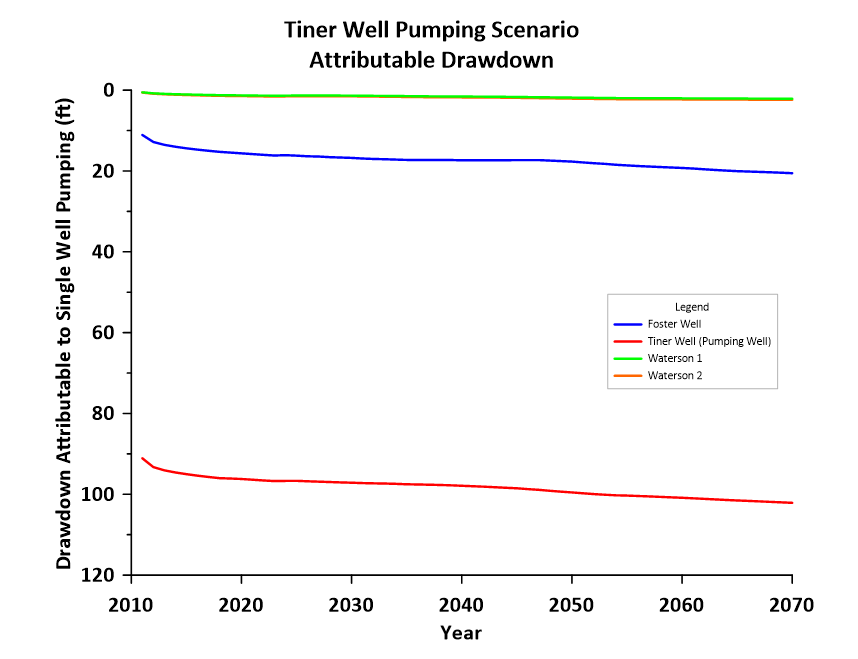 Tiner Well Pumping Scenario
Attributable Drawdown
Drawdown Attributable to Single Well Pumping (ft)
0
20
40
60
80
100
120
Legend
Foster Well
Tiner Well (Pumping Well)
Waterson 1
Waterson 2
2010 2020 2030 2040 2050 2060 2070
Year